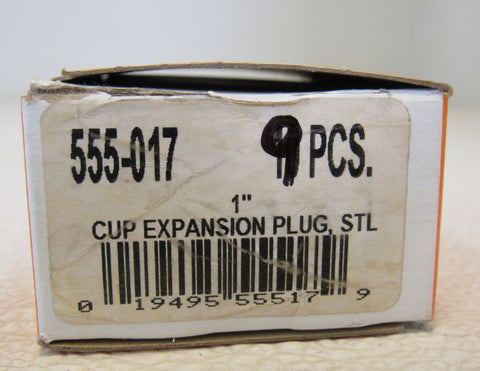 555-017 9 PCS.
1"
CUP EXPANSION PLUG, STL
0 19495 55517 9